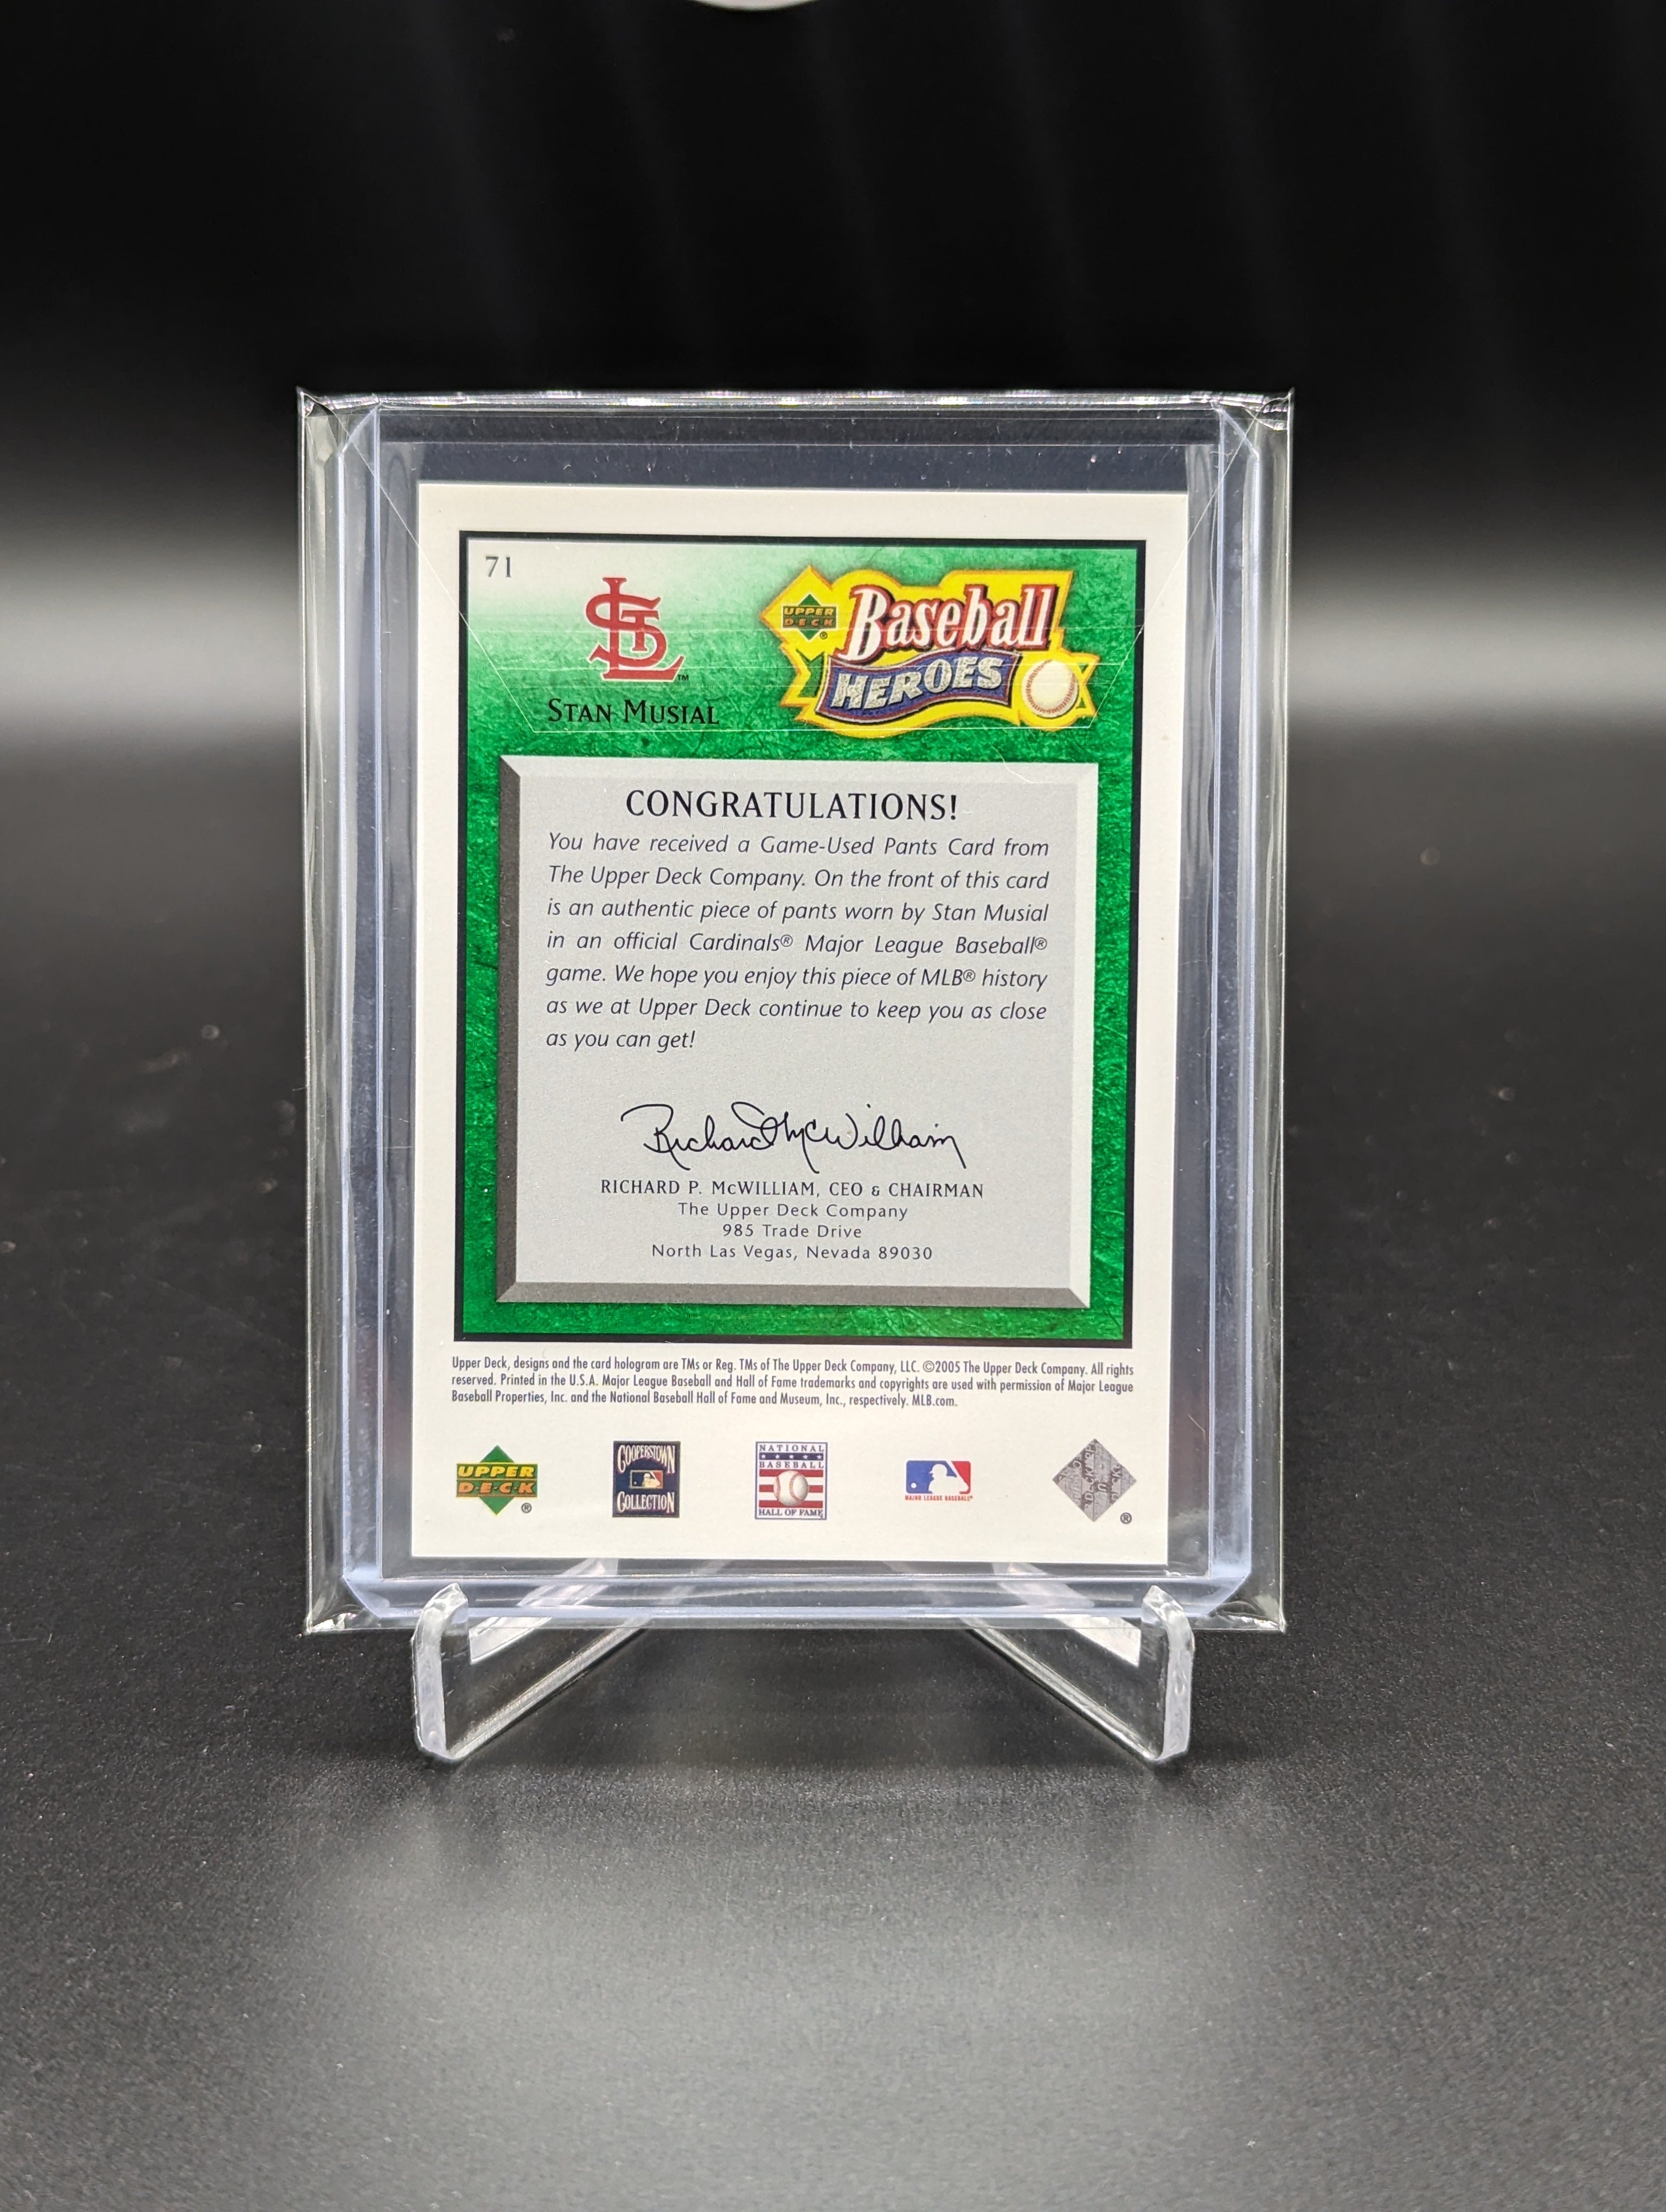 71
STL™
STAN MUSIAL
UPPER
DECK®
Baseball
HEROES
CONGRATULATIONS!
You have received a Game-Used Pants Card from
The Upper Deck Company. On the front of this card
is an authentic piece of pants worn by Stan Musial
in an official Cardinals® Major League Baseball®
game. We hope you enjoy this piece of MLB® history
as we at Upper Deck continue to keep you as close
as you can get!
Richard McWilliam
RICHARD P. McWILLIAM, CEO & CHAIRMAN
The Upper Deck Company
985 Trade Drive
North Las Vegas, Nevada 89030
Upper Deck, designs and the card hologram are TMs or Reg. TMs of The Upper Deck Company, LLC. ©2005 The Upper Deck Company. All rights
reserved. Printed in the U.S.A. Major League Baseball and Hall of Fame trademarks and copyrights are used with permission of Major League
Baseball Properties, Inc. and the National Baseball Hall of Fame and Museum, Inc., respectively. MLB.com.
UPPER
D·E·C·K®
COOPERSTOWN
COLLECTION
NATIONAL
BASEBALL
HALL OF FAME
MAJOR LEAGUE BASEBALL®
®